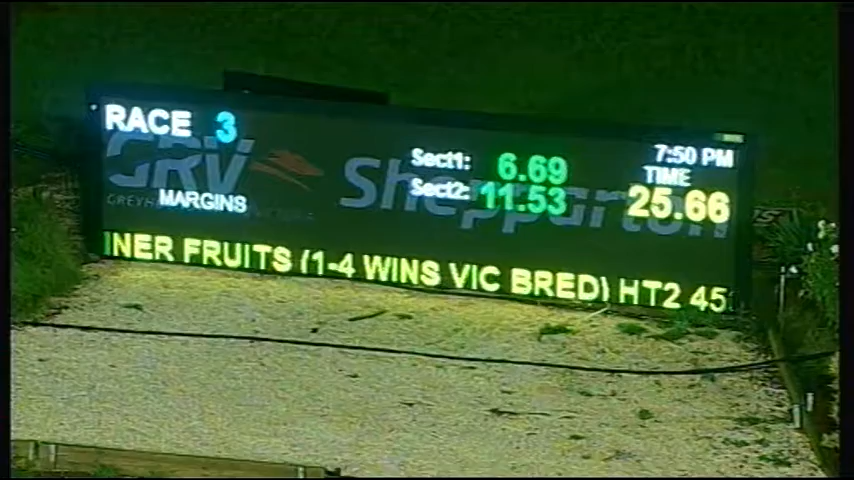 RACE 3
7:50 PM
Sect1: 6.69
TIME
GRV
Shepparton
Sect2: 11.53
25.66
MARGINS
INER FRUITS (1-4 WINS VIC BRED) HT2 45